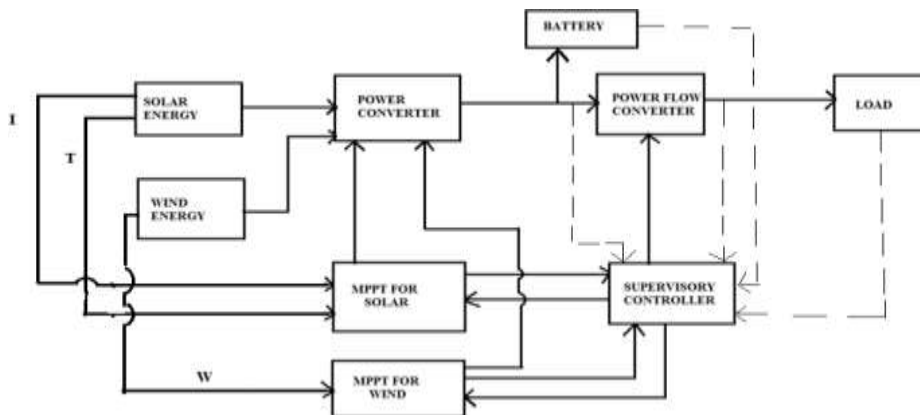 BATTERY
SOLAR
ENERGY
POWER
CONVERTER
POWER FLOW
CONVERTER
LOAD
I
T
WIND
ENERGY
MPPT FOR
SOLAR
SUPERVISORY
CONTROLLER
W
MPPT FOR
WIND